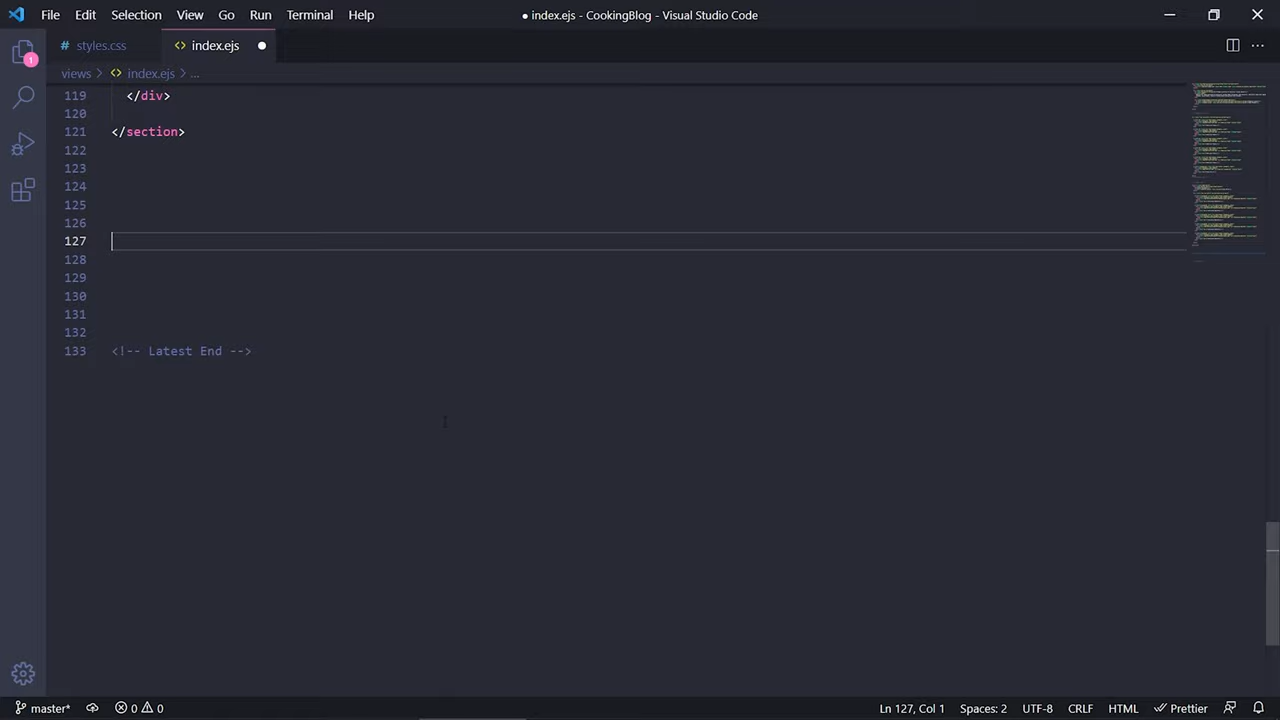 File Edit Selection View Go Run Terminal Help ● index.ejs - CookingBlog - Visual Studio Code
# styles.css <> index.ejs ●
views > <> index.ejs > ...
119 </div>
120
121 </section>
122
123
124
125
126
127
128
129
130
131
132
133 <!-- Latest End -->
1
master* 0 0 Ln 127, Col 1 Spaces: 2 UTF-8 CRLF HTML Prettier